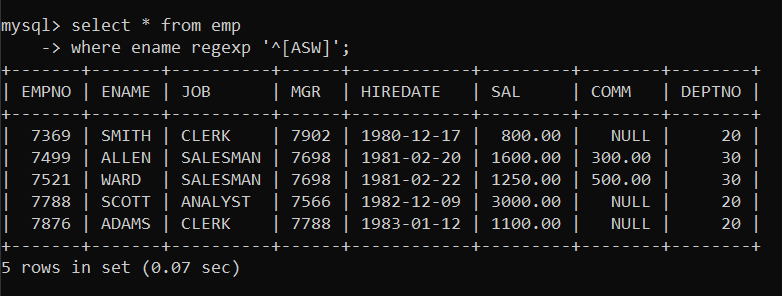 mysql> select * from emp
    -> where ename regexp '^[ASW]';
+-------+-------+----------+------+------------+---------+--------+--------+
| EMPNO | ENAME | JOB      | MGR  | HIREDATE   | SAL     | COMM   | DEPTNO |
+-------+-------+----------+------+------------+---------+--------+--------+
|  7369 | SMITH | CLERK    | 7902 | 1980-12-17 |  800.00 |   NULL |     20 |
|  7499 | ALLEN | SALESMAN | 7698 | 1981-02-20 | 1600.00 | 300.00 |     30 |
|  7521 | WARD  | SALESMAN | 7698 | 1981-02-22 | 1250.00 | 500.00 |     30 |
|  7788 | SCOTT | ANALYST  | 7566 | 1982-12-09 | 3000.00 |   NULL |     20 |
|  7876 | ADAMS | CLERK    | 7788 | 1983-01-12 | 1100.00 |   NULL |     20 |
+-------+-------+----------+------+------------+---------+--------+--------+
5 rows in set (0.07 sec)